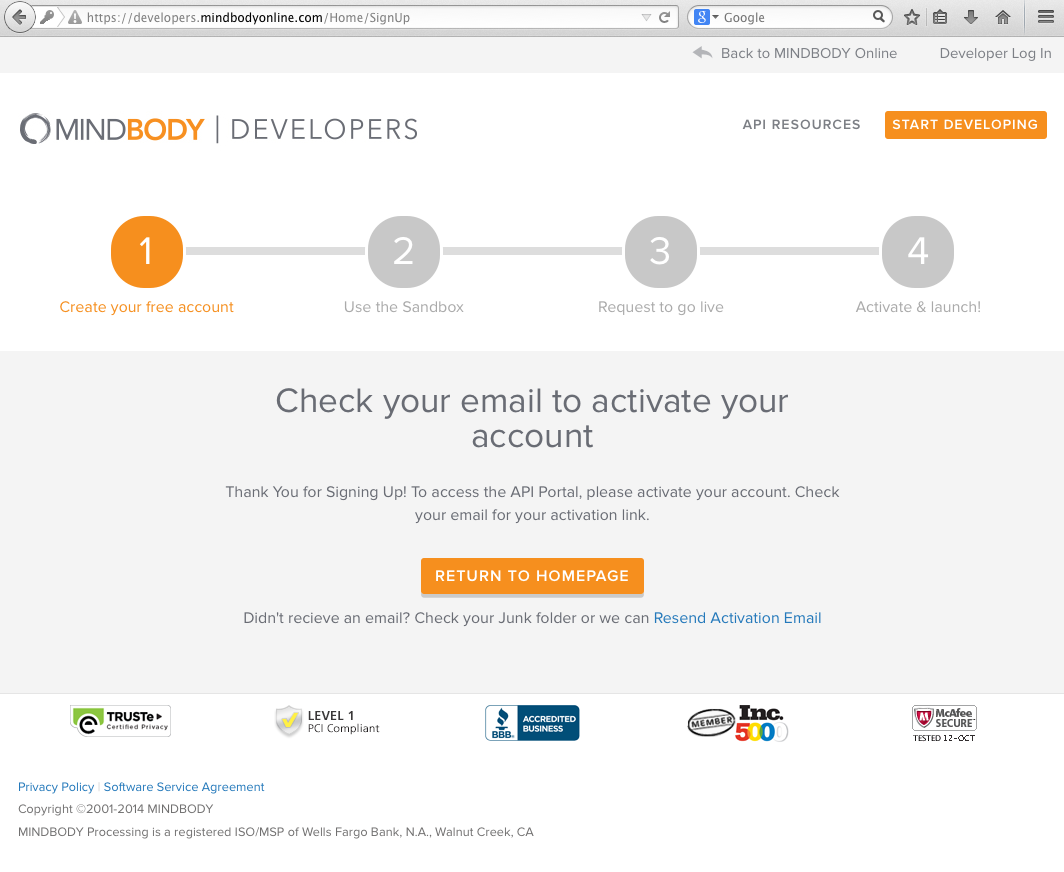 https://developers.mindbodyonline.com/Home/SignUp
8 Google
Back to MINDBODY Online
Developer Log In
MINDBODY | DEVELOPERS
API RESOURCES
START DEVELOPING
1
2
3
4
Create your free account
Use the Sandbox
Request to go live
Activate & launch!
Check your email to activate your
account
Thank You for Signing Up! To access the API Portal, please activate your account. Check
your email for your activation link.
RETURN TO HOMEPAGE
Didn't recieve an email? Check your Junk folder or we can Resend Activation Email
TRUSTe
Certified Privacy
LEVEL 1
PCI Compliant
BBB
ACCREDITED
BUSINESS
MEMBER
Inc.
5000
McAfee
SECURE
TESTED 12-OCT
Privacy Policy | Software Service Agreement
Copyright ©2001-2014 MINDBODY
MINDBODY Processing is a registered ISO/MSP of Wells Fargo Bank, N.A., Walnut Creek, CA